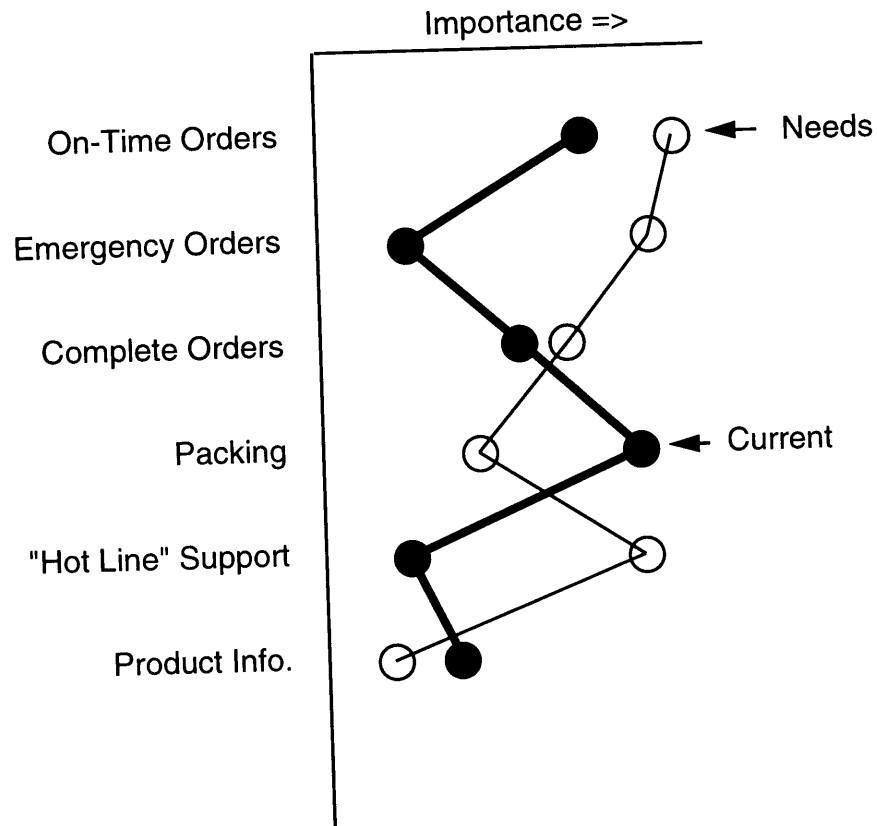 Importance =>
On-Time Orders
Needs
Emergency Orders
Complete Orders
Packing
Current
"Hot Line" Support
Product Info.